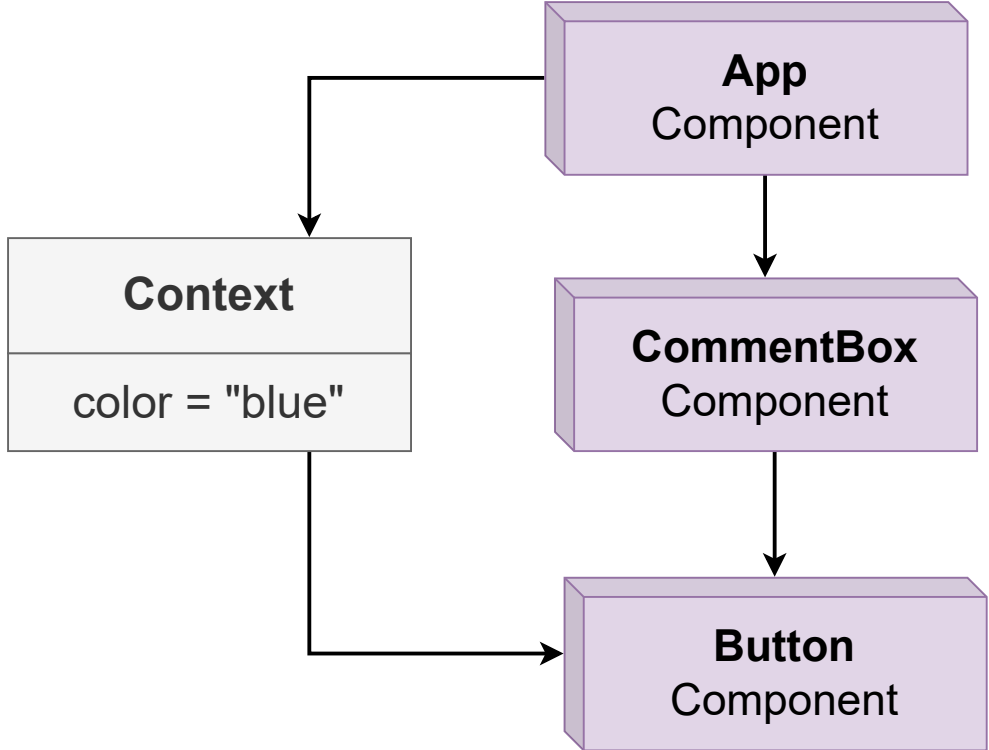 App
Component
Context
color = "blue"
CommentBox
Component
Button
Component